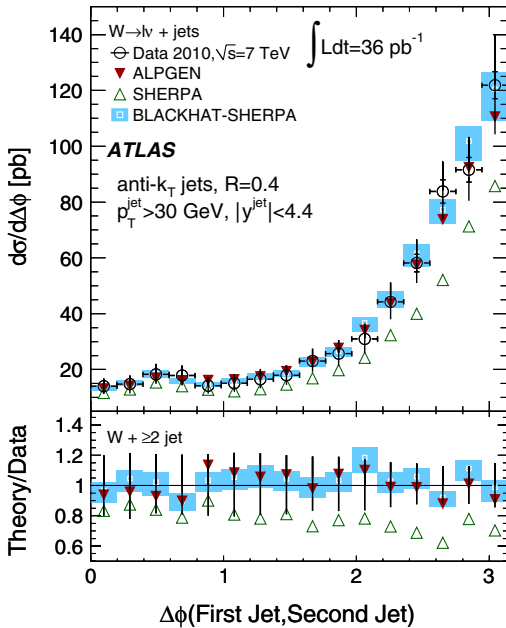 W→lν + jets
Data 2010,√s=7 TeV
∫Ldt=36 pb⁻¹
ALPGEN
SHERPA
BLACKHAT-SHERPA
ATLAS
anti-k_T jets, R=0.4
p_T^jet>30 GeV, |y^jet|<4.4
dσ/dΔϕ [pb]
140
120
100
80
60
40
20
W + ≥2 jet
Theory/Data
1.4
1.2
1
0.8
0.6
0 1 2 3
Δϕ(First Jet,Second Jet)